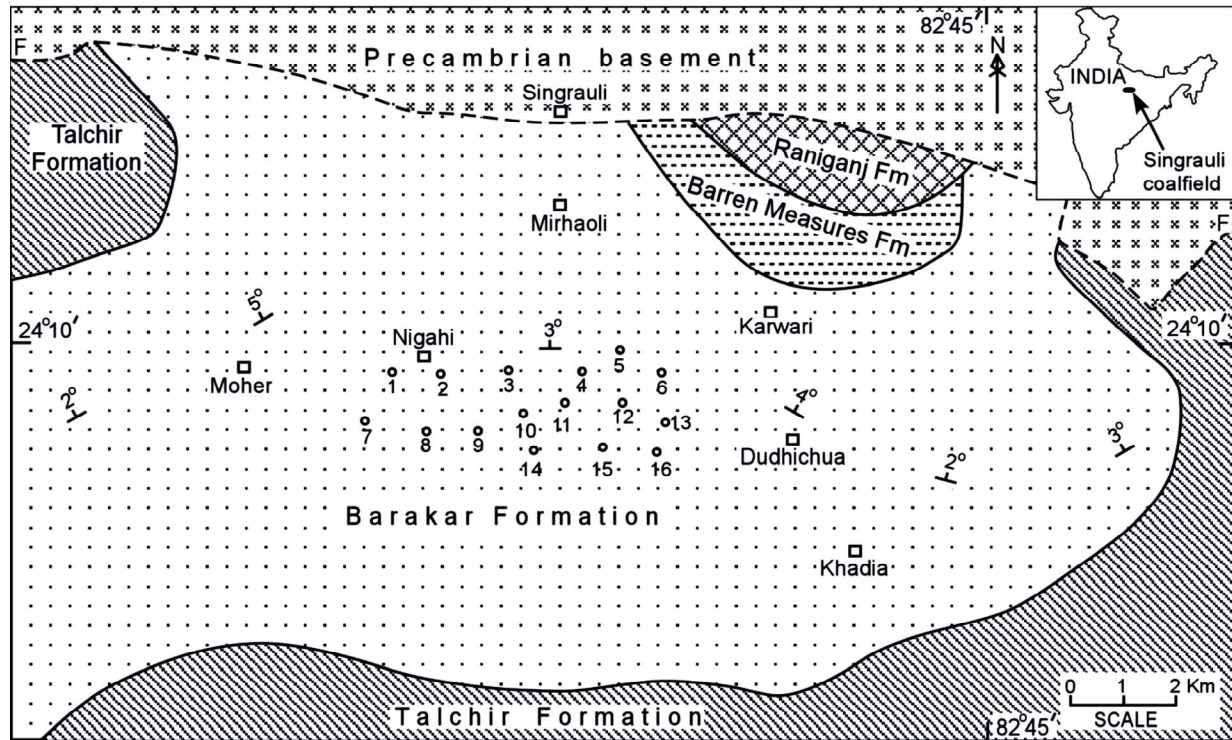 82°45′
F
Precambrian basement
N
Singrauli
INDIA
Singrauli
coalfield
Talchir
Formation
Raniganj Fm
Barren Measures Fm
Mirhaoli
F
5°
24°10′
Karwari
24°10′
Nigahi
3°
Moher
5
1
2
3
4
6
2°
4°
7
8
9
10
11
12
13
3°
Dudhichua
14
15
16
2°
Barakar Formation
Khadia
0 1 2 Km
SCALE
Talchir Formation
82°45′